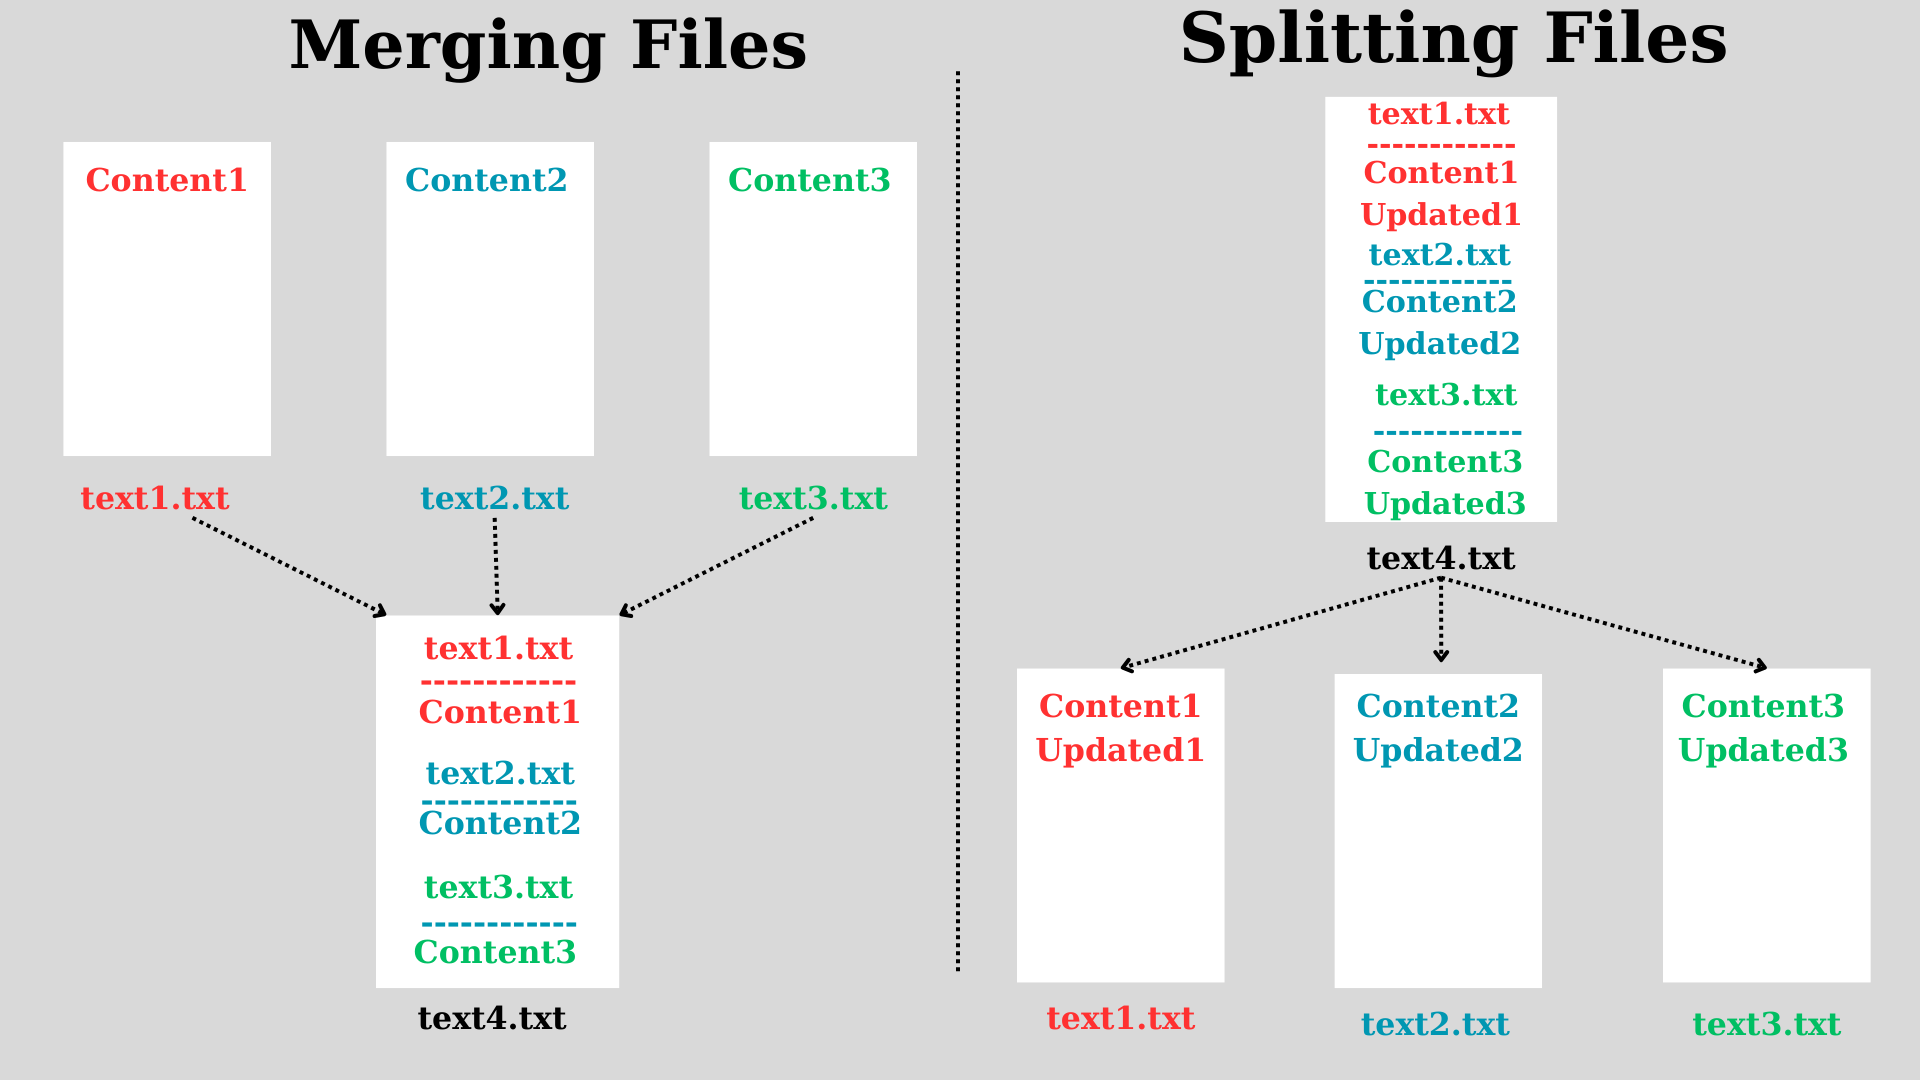 Merging Files
Content1
Content2
Content3
text1.txt
text2.txt
text3.txt
text1.txt
------------
Content1
text2.txt
------------
Content2
text3.txt
------------
Content3
text4.txt
Splitting Files
text1.txt
------------
Content1
Updated1
text2.txt
------------
Content2
Updated2
text3.txt
------------
Content3
Updated3
text4.txt
Content1
Updated1
Content2
Updated2
Content3
Updated3
text1.txt
text2.txt
text3.txt